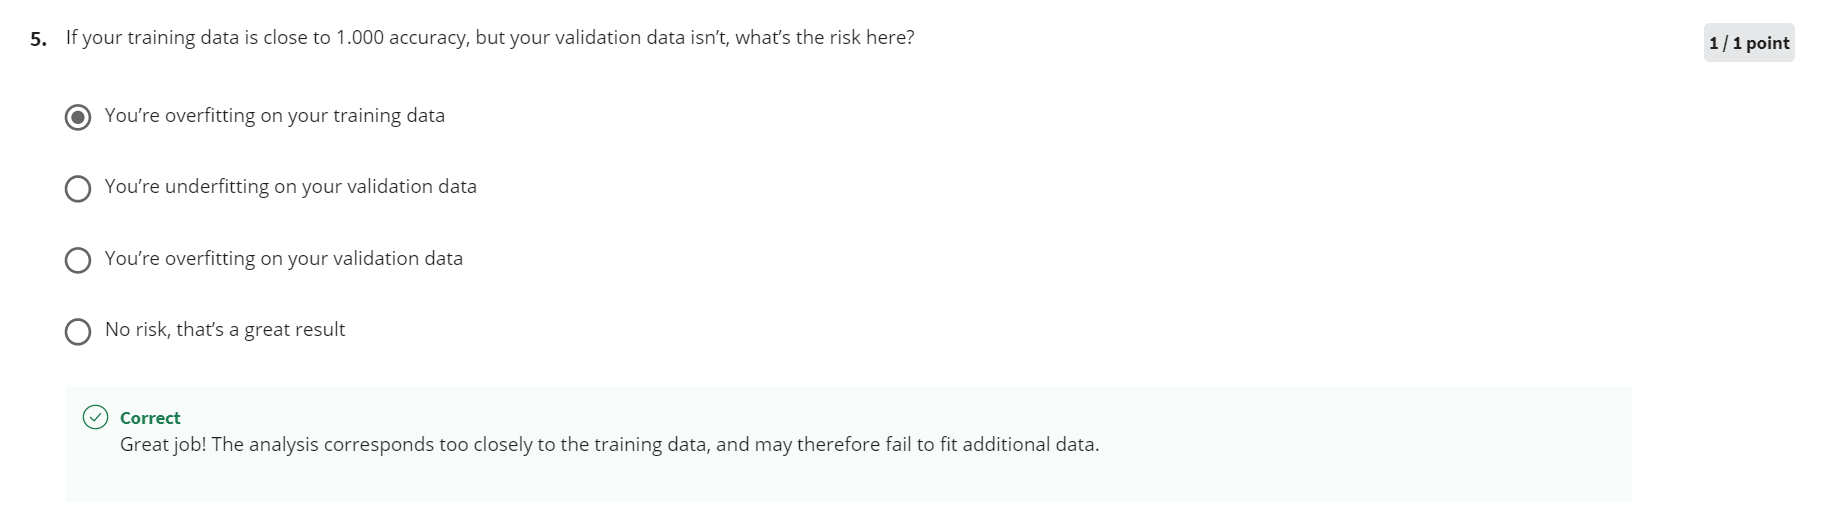 5. If your training data is close to 1.000 accuracy, but your validation data isn’t, what’s the risk here?
1 / 1 point
You’re overfitting on your training data
You’re underfitting on your validation data
You’re overfitting on your validation data
No risk, that’s a great result
Correct
Great job! The analysis corresponds too closely to the training data, and may therefore fail to fit additional data.